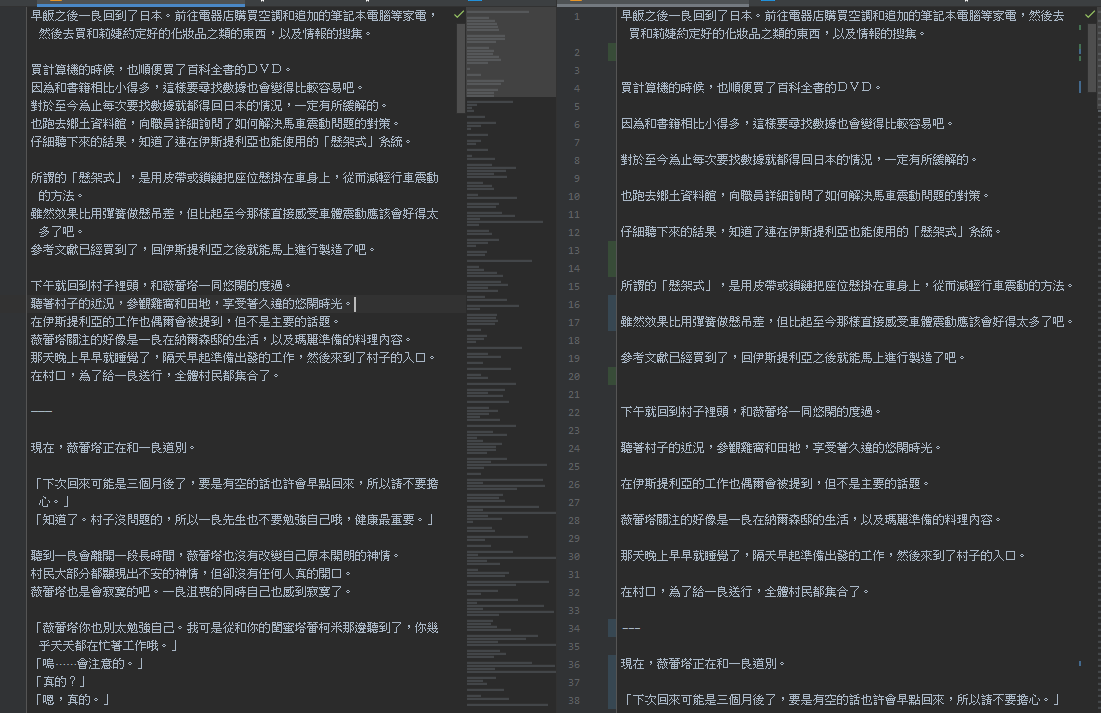 早飯之後一良回到了日本。前往電器店購買空調和追加的筆記本電腦等家電，
然後去買和莉婕約定好的化妝品之類的東西，以及情報的搜集。
買計算機的時候，也順便買了百科全書的ＤＶＤ。
因為和書籍相比小得多，這樣要尋找數據也會變得比較容易吧。
對於至今為止每次要找數據就都得回日本的情況，一定有所緩解的。
也跑去鄉土資料館，向職員詳細詢問了如何解決馬車震動問題的對策。
仔細聽下來的結果，知道了連在伊斯提利亞也能使用的「懸架式」系統。
所謂的「懸架式」，是用皮帶或鎖鏈把座位懸掛在車身上，從而減輕行車震動
的方法。
雖然效果比用彈簧做懸吊差，但比起至今那樣直接感受車體震動應該會好得太
多了吧。
參考文獻已經買到了，回伊斯提利亞之後就能馬上進行製造了吧。
下午就回到村子裡頭，和薇蕾塔一同悠閑的度過。
聽著村子的近況，參觀雞窩和田地，享受著久違的悠閑時光。
在伊斯提利亞的工作也偶爾會被提到，但不是主要的話題。
薇蕾塔關注的好像是一良在納爾森邸的生活，以及瑪麗準備的料理內容。
那天晚上早早就睡覺了，隔天早起準備出發的工作，然後來到了村子的入口。
在村口，為了給一良送行，全體村民都集合了。
——
現在，薇蕾塔正在和一良道別。
「下次回來可能是三個月後了，要是有空的話也許會早點回來，所以請不要擔
心。」
「知道了。村子沒問題的，所以一良先生也不要勉強自己哦，健康最重要。」
聽到一良會離開一段長時間，薇蕾塔也沒有改變自己原本開朗的神情。
村民大部分都顯現出不安的神情，但卻沒有任何人真的開口。
薇蕾塔也是會寂寞的吧。一良沮喪的同時自己也感到寂寞了。
「薇蕾塔你也別太勉強自己。我可是從和你的閨蜜塔蕾柯米那邊聽到了，你幾
乎天天都在忙著工作哦。」
「嗚……會注意的。」
「真的？」
「嗯，真的。」
1 早飯之後一良回到了日本。前往電器店購買空調和追加的筆記本電腦等家電，然後去
買和莉婕約定好的化妝品之類的東西，以及情報的搜集。
2
3
4 買計算機的時候，也順便買了百科全書的ＤＶＤ。
5
6 因為和書籍相比小得多，這樣要尋找數據也會變得比較容易吧。
7
8 對於至今為止每次要找數據就都得回日本的情況，一定有所緩解的。
9
10 也跑去鄉土資料館，向職員詳細詢問了如何解決馬車震動問題的對策。
11
12 仔細聽下來的結果，知道了連在伊斯提利亞也能使用的「懸架式」系統。
13
14
15 所謂的「懸架式」，是用皮帶或鎖鏈把座位懸掛在車身上，從而減輕行車震動的方法。
16
17 雖然效果比用彈簧做懸吊差，但比起至今那樣直接感受車體震動應該會好得太多了吧。
18
19 參考文獻已經買到了，回伊斯提利亞之後就能馬上進行製造了吧。
20
21
22 下午就回到村子裡頭，和薇蕾塔一同悠閑的度過。
23
24 聽著村子的近況，參觀雞窩和田地，享受著久違的悠閑時光。
25
26 在伊斯提利亞的工作也偶爾會被提到，但不是主要的話題。
27
28 薇蕾塔關注的好像是一良在納爾森邸的生活，以及瑪麗準備的料理內容。
29
30 那天晚上早早就睡覺了，隔天早起準備出發的工作，然後來到了村子的入口。
31
32 在村口，為了給一良送行，全體村民都集合了。
33
34 ---
35
36 現在，薇蕾塔正在和一良道別。
37
38 「下次回來可能是三個月後了，要是有空的話也許會早點回來，所以請不要擔心。」